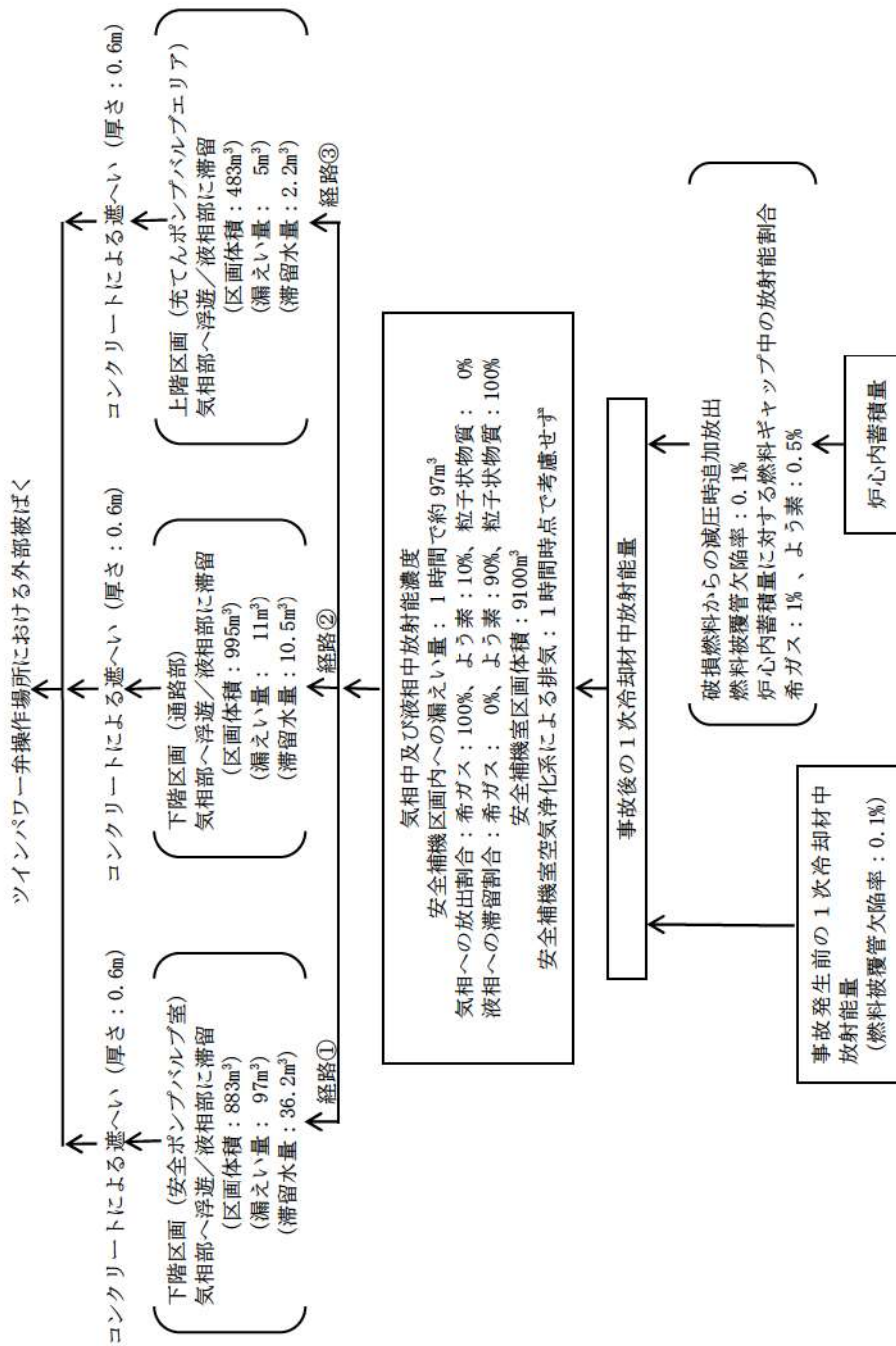 ツインパワー弁操作場所における外部被ばく
コンクリートによる遮へい (厚さ:0.6m)
コンクリートによる遮へい (厚さ:0.6m)
コンクリートによる遮へい (厚さ:0.6m)
下階区画 (安全ポンプバルブ室)
気相部へ浮遊/液相部に滞留
(区画体積:883m³)
(漏えい量: 97m³)
(滞留水量:36.2m³)
経路①
下階区画 (通路部)
気相部へ浮遊/液相部に滞留
(区画体積:995m³)
(漏えい量: 11m³)
(滞留水量:10.5m³)
経路②
上階区画 (充てんポンプバルブエリア)
気相部へ浮遊/液相部に滞留
(区画体積:483m³)
(漏えい量: 5m³)
(滞留水量:2.2m³)
経路③
気相中及び液相中放射能濃度
安全補機区画内への漏えい量:1時間で約 97m³
気相への放出割合:希ガス:100%、よう素:10%、粒子状物質: 0%
液相への滞留割合:希ガス: 0%、よう素:90%、粒子状物質:100%
安全補機室区画体積:9100m³
安全補機室空気浄化系による排気:1時間時点で考慮せず
事故後の1次冷却材中放射能量
事故発生前の1次冷却材中
放射能量
(燃料被覆管欠陥率:0.1%)
破損燃料からの減圧時追加放出
燃料被覆管欠陥率:0.1%
炉心内蓄積量に対する燃料ギャップ中の放射能割合
希ガス:1%、よう素:0.5%
炉心内蓄積量